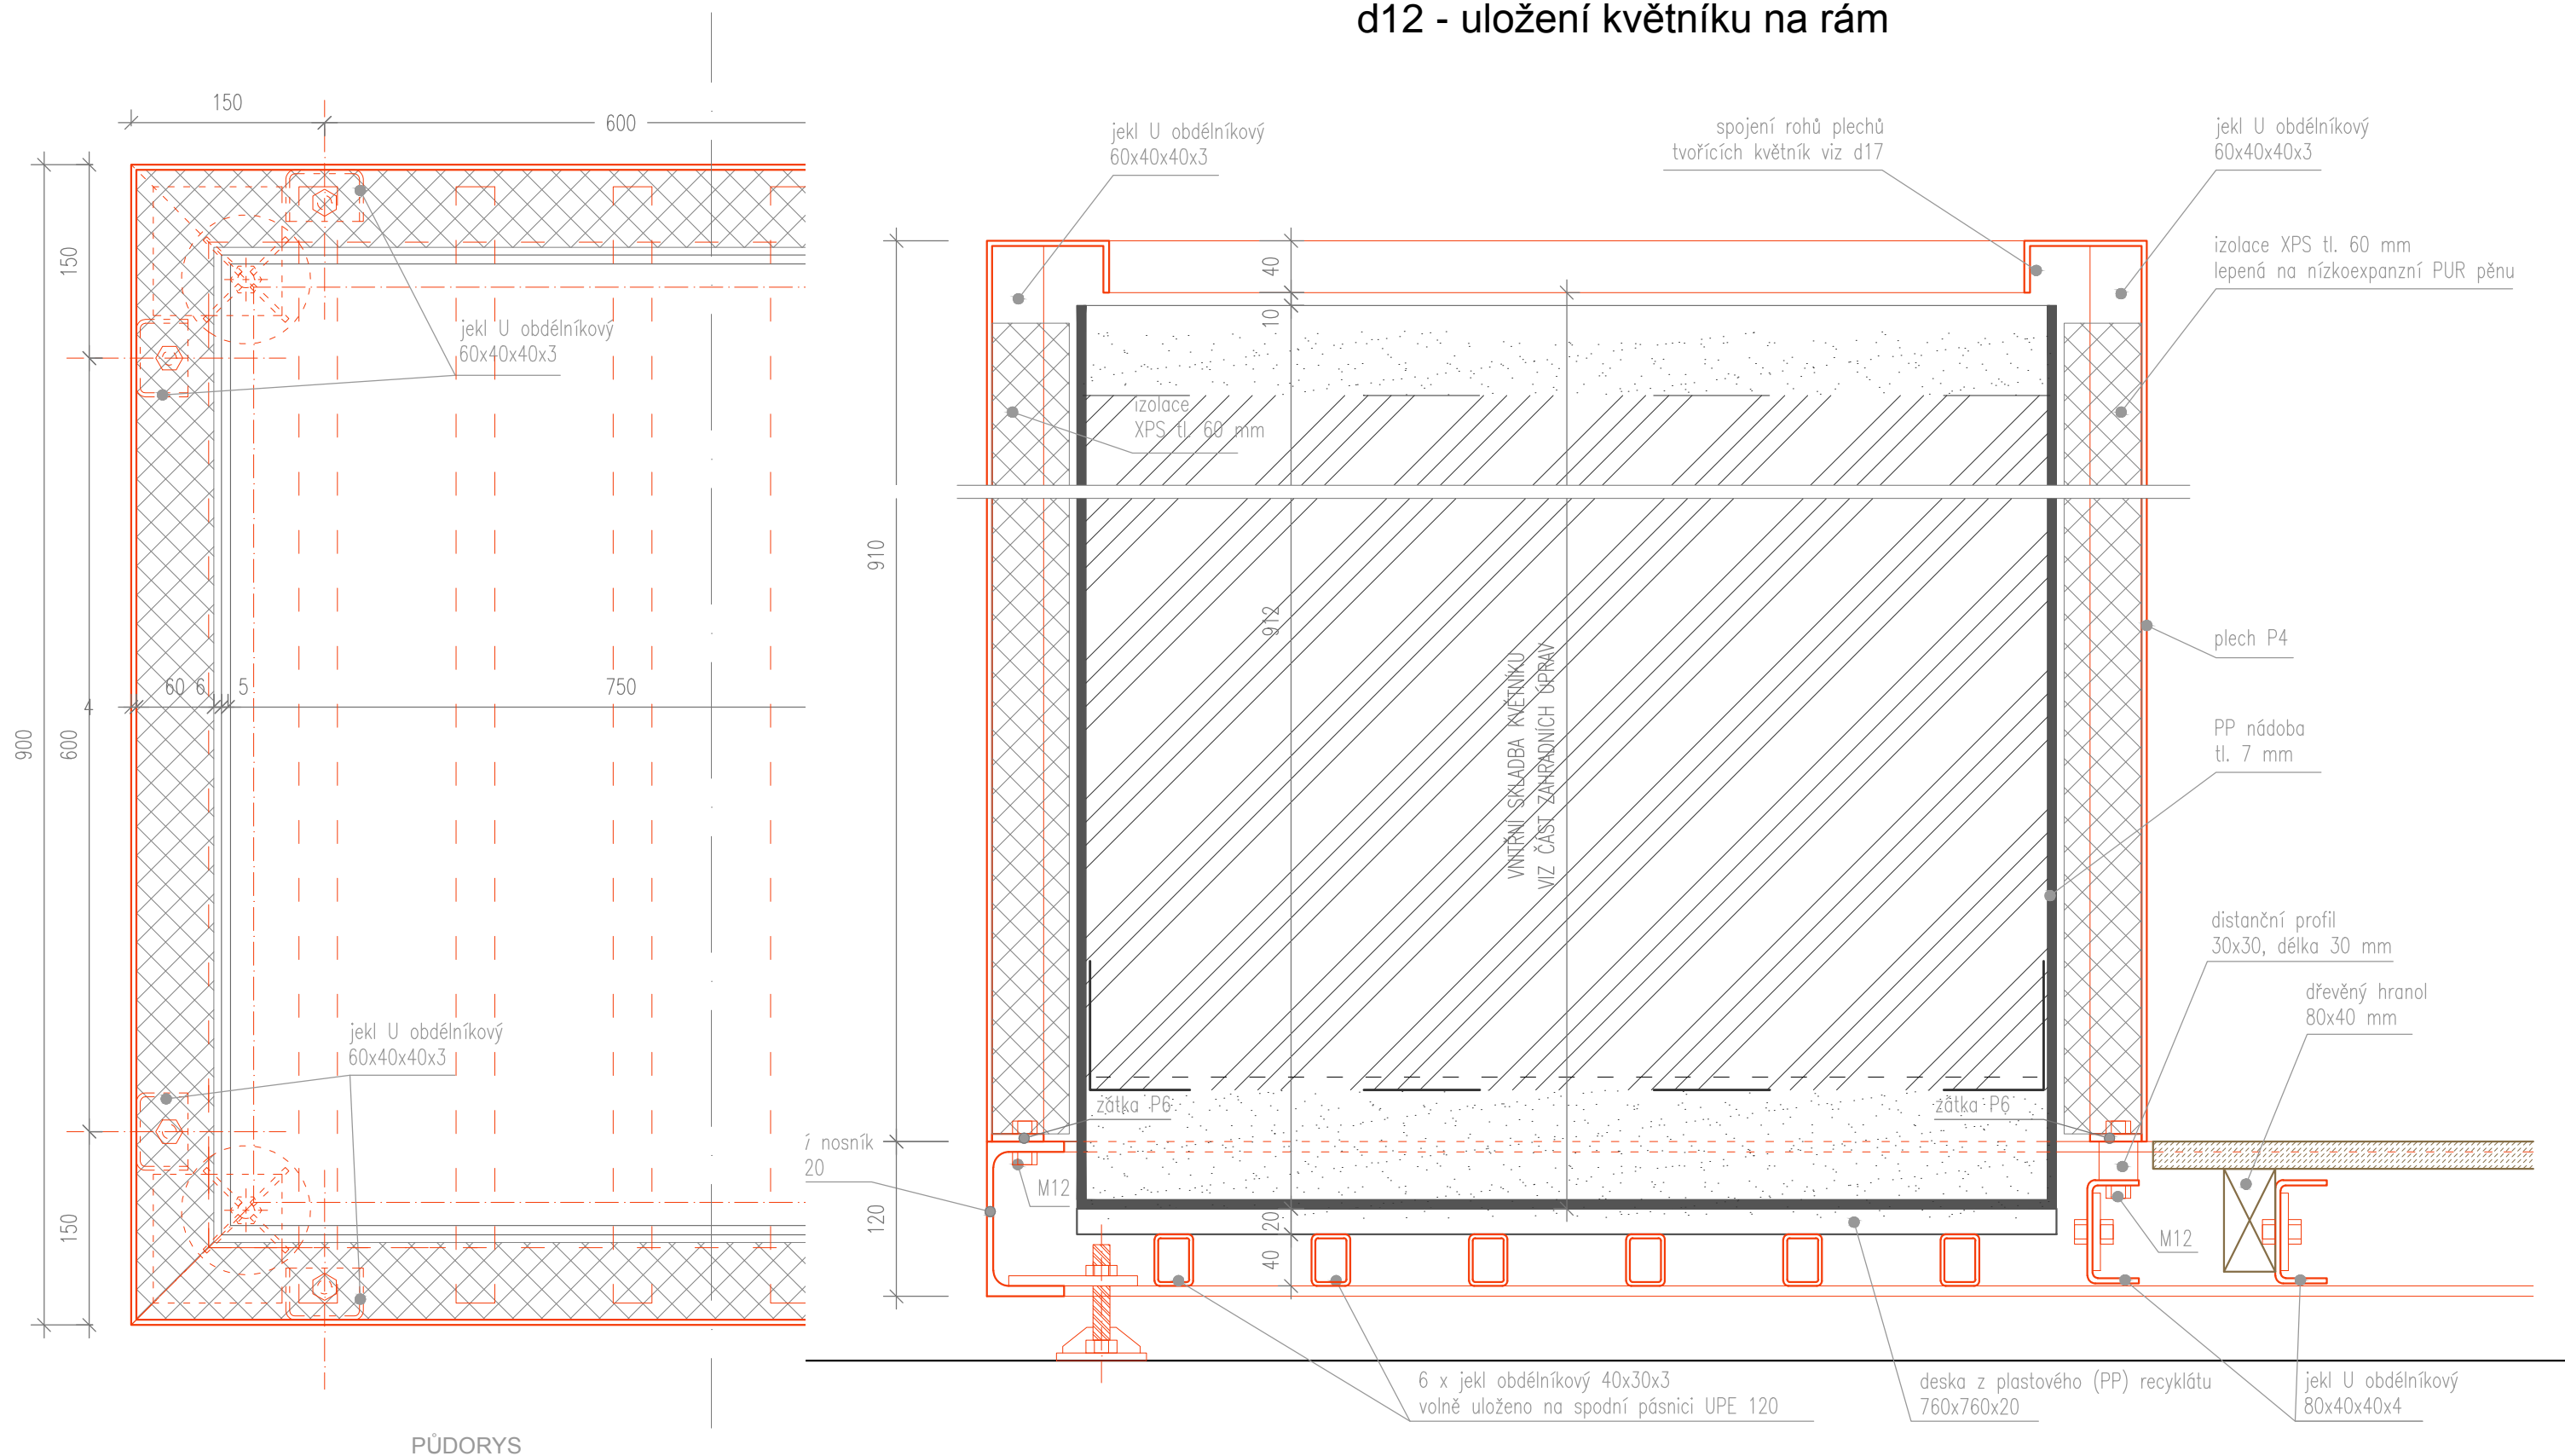 d12 - uložení květníku na rám
150
600
900
150
600
150
jekl U obdélníkový
60x40x40x3
60 6 5
750
4
jekl U obdélníkový
60x40x40x3
PŮDORYS
jekl U obdélníkový
60x40x40x3
spojení rohů plechů
tvořících květník viz d17
jekl U obdélníkový
60x40x40x3
izolace XPS tl. 60 mm
lepená na nízkoexpanzní PUR pěnu
40
10
izolace
XPS tl. 60 mm
910
912
VNITŘNÍ SKLADBA KVĚTNÍKU
VIZ ČÁST ZAHRADNÍCH ÚPRAV
plech P4
PP nádoba
tl. 7 mm
distanční profil
30x30, délka 30 mm
dřevěný hranol
80x40 mm
zátka P6
zátka P6
nosník
20
M12
120
20
40
M12
6 x jekl obdélníkový 40x30x3
volně uloženo na spodní pásnici UPE 120
deska z plastového (PP) recyklátu
760x760x20
jekl U obdélníkový
80x40x40x4